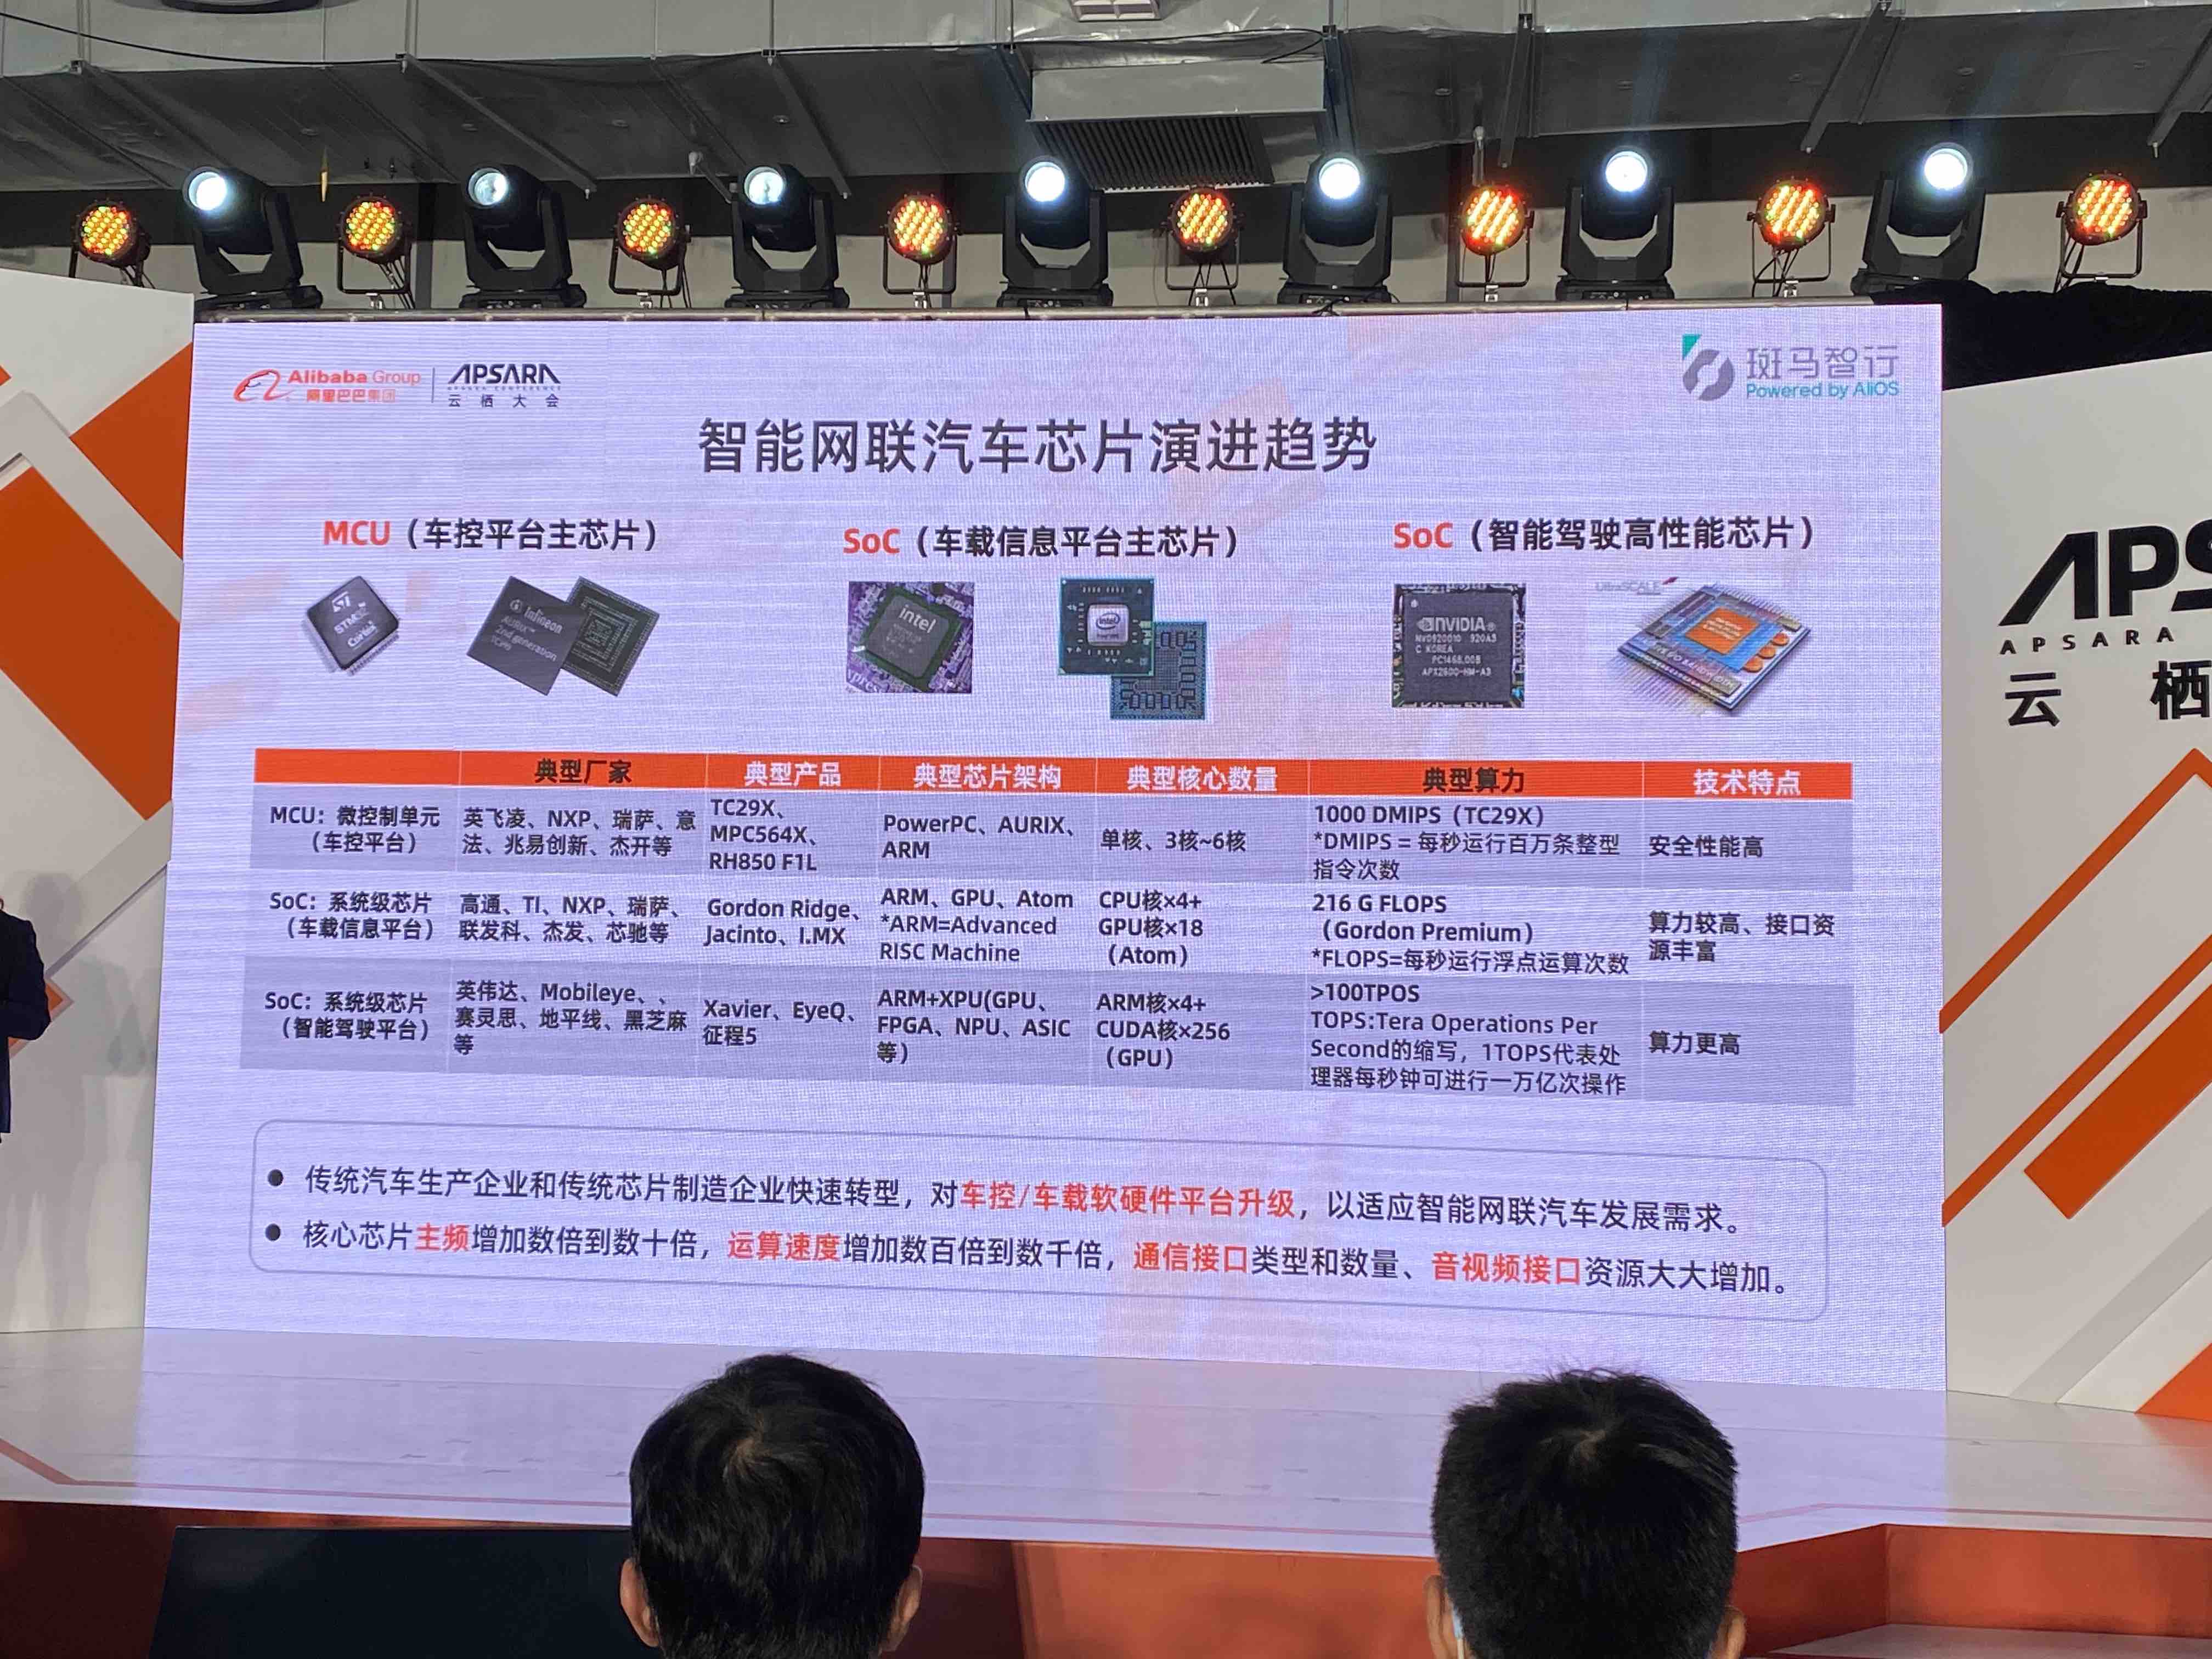 Alibaba Group
阿里巴巴集团
APSARA
云栖大会
斑马智行
Powered by AliOS
智能网联汽车芯片演进趋势
MCU（车控平台主芯片）
SoC（车载信息平台主芯片）
SoC（智能驾驶高性能芯片）
ST
STM32
Cortex
Infineon
AURIX™
2nd generation
intel
intel
NVIDIA
C KOREA
UltraSCALE
典型厂家
典型产品
典型芯片架构
典型核心数量
典型算力
技术特点
MCU：微控制单元
（车控平台）
英飞凌、NXP、瑞萨、意
法、兆易创新、杰开等
TC29X、
MPC564X、
RH850 F1L
PowerPC、AURIX、
ARM
单核、3核~6核
1000 DMIPS（TC29X）
*DMIPS = 每秒运行百万条整型
指令次数
安全性能高
SoC：系统级芯片
（车载信息平台）
高通、TI、NXP、瑞萨、
联发科、杰发、芯驰等
Gordon Ridge、
Jacinto、I.MX
ARM、GPU、Atom
*ARM=Advanced
RISC Machine
CPU核×4+
GPU核×18
（Atom）
216 G FLOPS
（Gordon Premium）
*FLOPS=每秒运行浮点运算次数
算力较高、接口资
源丰富
SoC：系统级芯片
（智能驾驶平台）
英伟达、Mobileye、、
赛灵思、地平线、黑芝麻
等
Xavier、EyeQ、
征程5
ARM+XPU(GPU、
FPGA、NPU、ASIC
等）
ARM核×4+
CUDA核×256
（GPU）
>100TPOS
TOPS:Tera Operations Per
Second的缩写，1TOPS代表处
理器每秒钟可进行一万亿次操作
算力更高
● 传统汽车生产企业和传统芯片制造企业快速转型，对车控/车载软硬件平台升级，以适应智能网联汽车发展需求。
● 核心芯片主频增加数倍到数十倍，运算速度增加数百倍到数千倍，通信接口类型和数量、音视频接口资源大大增加。
APS
APSARA
云栖